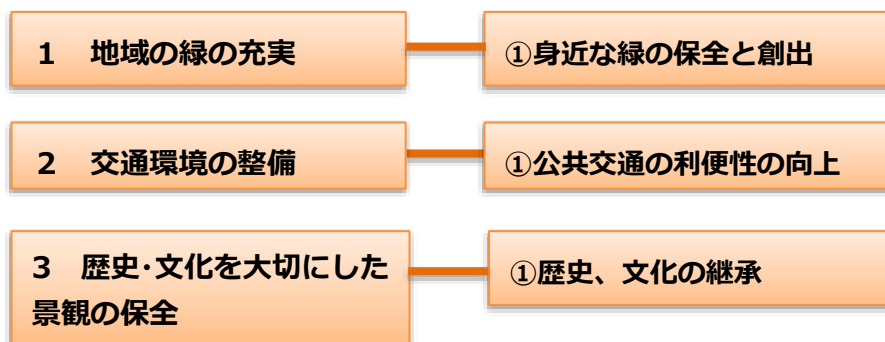 1 地域の緑の充実
①身近な緑の保全と創出
2 交通環境の整備
①公共交通の利便性の向上
3 歴史･文化を大切にした
景観の保全
①歴史、文化の継承